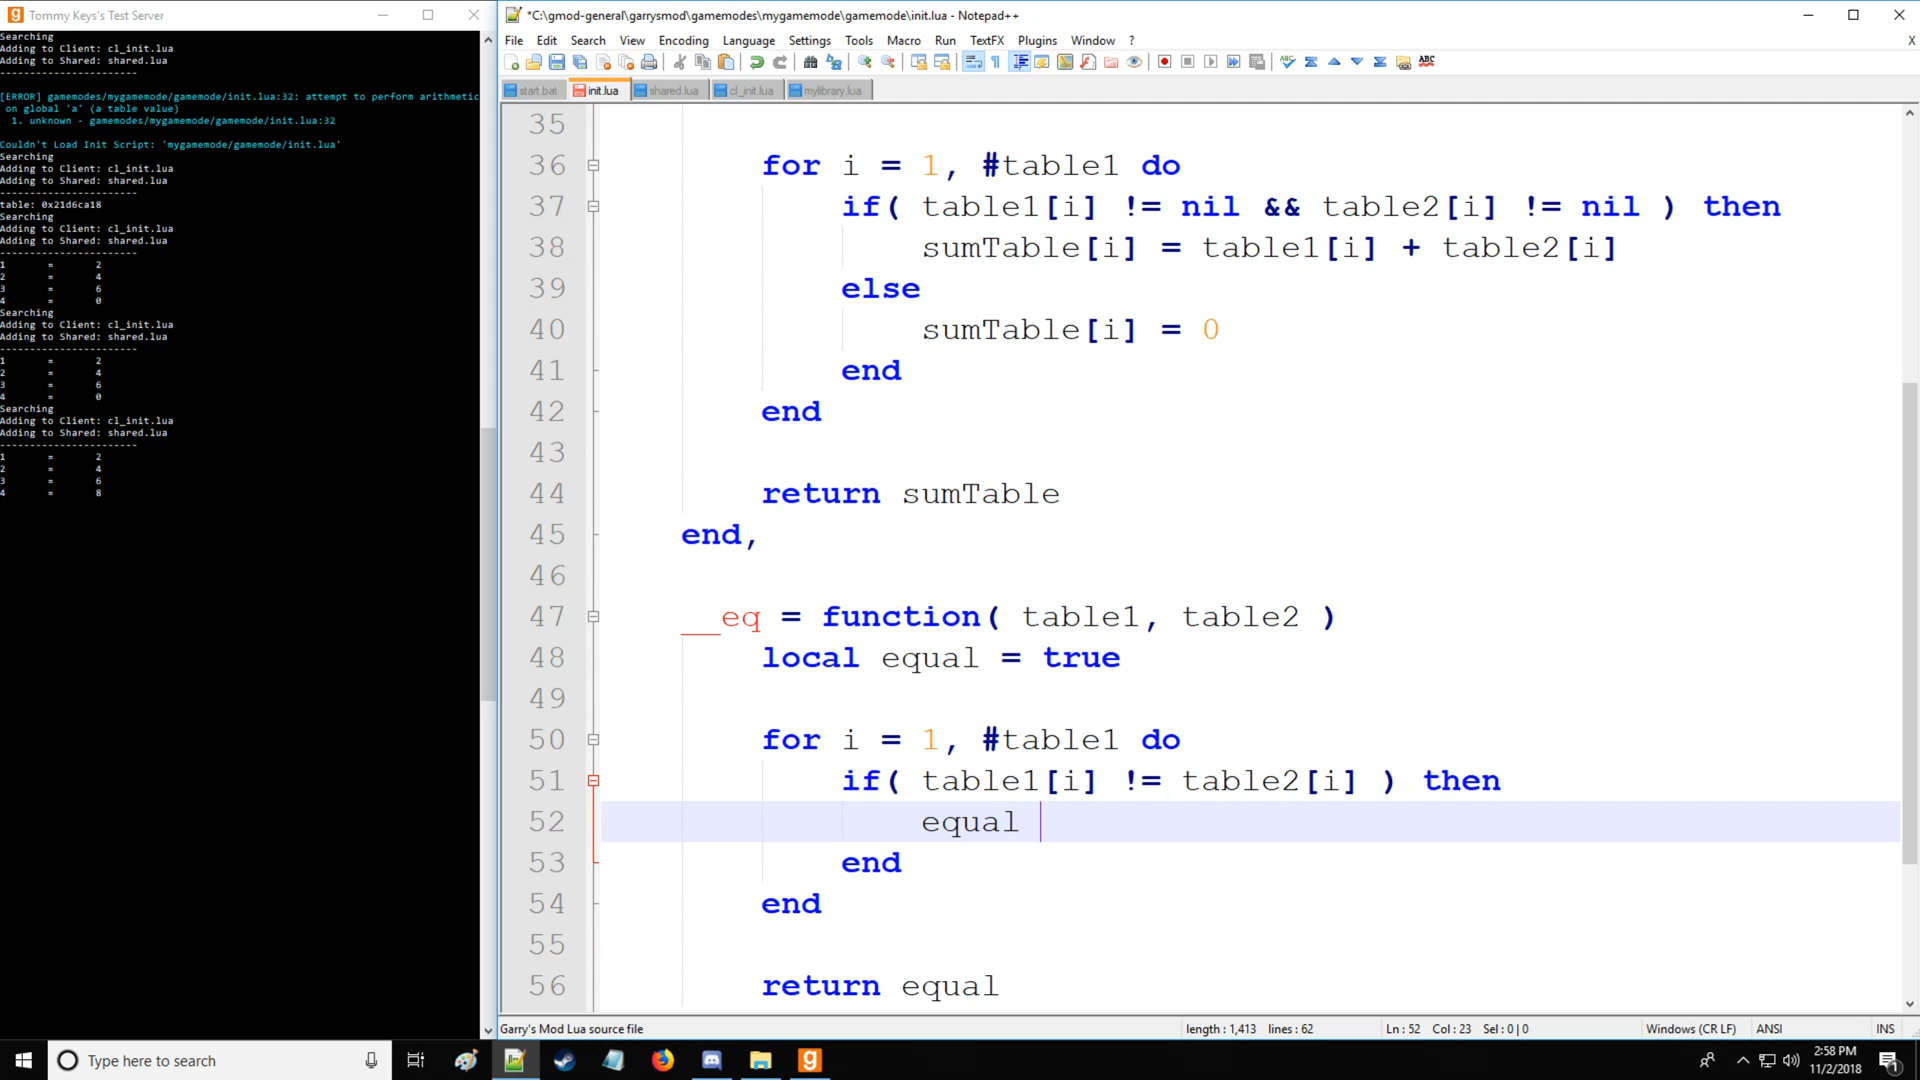 Tommy Keys's Test Server
Searching
Adding to Client: cl_init.lua
Adding to Shared: shared.lua
-----------------------
[ERROR] gamemodes/mygamemode/gamemode/init.lua:32: attempt to perform arithmetic
on global 'a' (a table value)
1. unknown - gamemodes/mygamemode/gamemode/init.lua:32
Couldn't Load Init Script: 'mygamemode/gamemode/init.lua'
Searching
Adding to Client: cl_init.lua
Adding to Shared: shared.lua
-----------------------
table: 0x21d6ca18
Searching
Adding to Client: cl_init.lua
Adding to Shared: shared.lua
-----------------------
1 = 2
2 = 4
3 = 6
4 = 0
Searching
Adding to Client: cl_init.lua
Adding to Shared: shared.lua
-----------------------
1 = 2
2 = 4
3 = 6
4 = 0
Searching
Adding to Client: cl_init.lua
Adding to Shared: shared.lua
-----------------------
1 = 2
2 = 4
3 = 6
4 = 8
*C:\gmod-general\garrysmod\gamemodes\mygamemode\gamemode\init.lua - Notepad++
File Edit Search View Encoding Language Settings Tools Macro Run TextFX Plugins Window ? X
start.bat init.lua shared.lua cl_init.lua mylibrary.lua
35
36 for i = 1, #table1 do
37 if( table1[i] != nil && table2[i] != nil ) then
38 sumTable[i] = table1[i] + table2[i]
39 else
40 sumTable[i] = 0
41 end
42 end
43
44 return sumTable
45 end,
46
47 __eq = function( table1, table2 )
48 local equal = true
49
50 for i = 1, #table1 do
51 if( table1[i] != table2[i] ) then
52 equal
53 end
54 end
55
56 return equal
Garry's Mod Lua source file length : 1,413 lines : 62 Ln : 52 Col : 23 Sel : 0 | 0 Windows (CR LF) ANSI INS
Type here to search
2:58 PM
11/2/2018